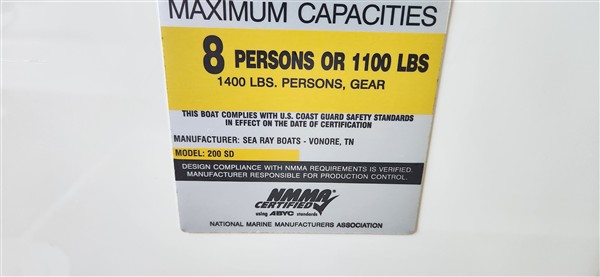 MAXIMUM CAPACITIES
8 PERSONS OR 1100 LBS
1400 LBS. PERSONS, GEAR
THIS BOAT COMPLIES WITH U.S. COAST GUARD SAFETY STANDARDS
IN EFFECT ON THE DATE OF CERTIFICATION
MANUFACTURER: SEA RAY BOATS - VONORE, TN
MODEL: 200 SD
DESIGN COMPLIANCE WITH NMMA REQUIREMENTS IS VERIFIED.
MANUFACTURER RESPONSIBLE FOR PRODUCTION CONTROL.
NMMA
CERTIFIED
using ABYC standards
NATIONAL MARINE MANUFACTURERS ASSOCIATION